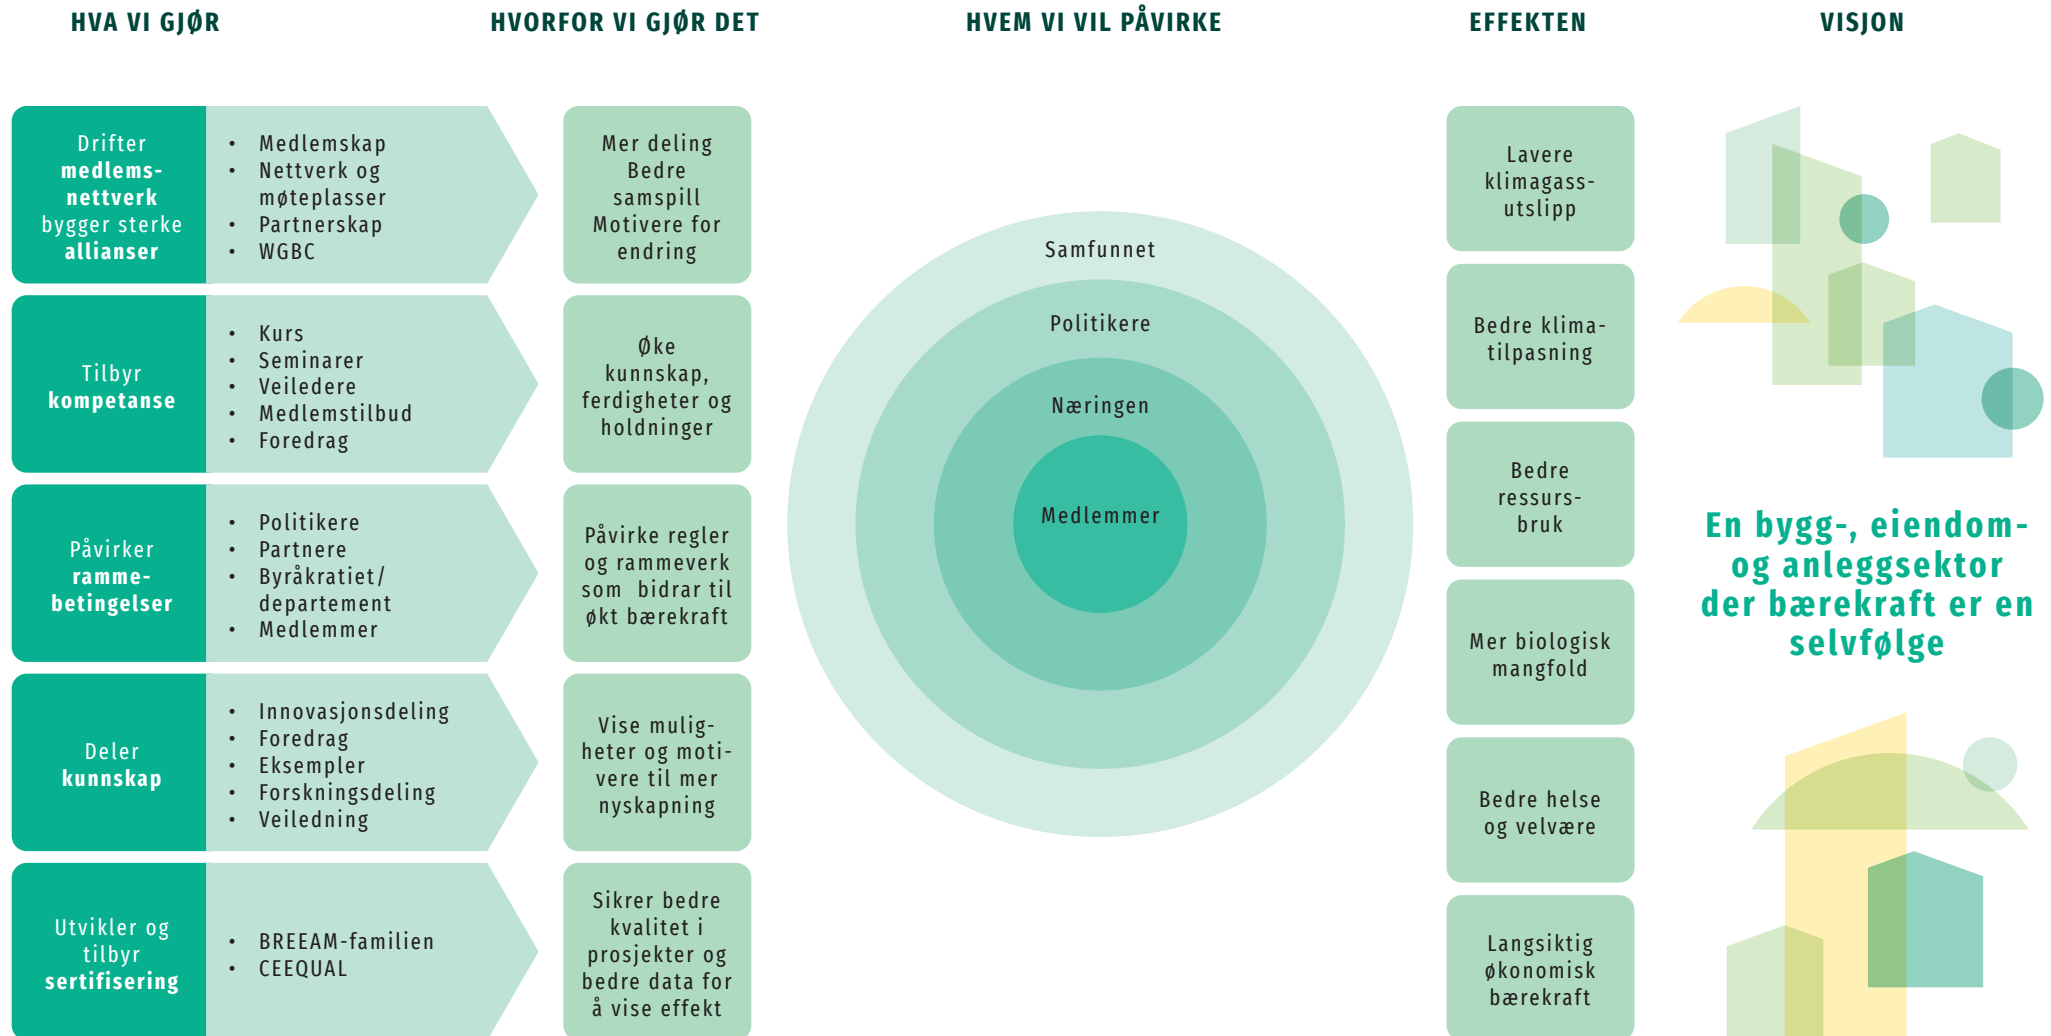 HVA VI GJØR
HVORFOR VI GJØR DET
HVEM VI VIL PÅVIRKE
EFFEKTEN
VISJON
Drifter
medlems-
nettverk
bygger sterke
allianser
• Medlemskap
• Nettverk og
møteplasser
• Partnerskap
• WGBC
Mer deling
Bedre
samspill
Motivere for
endring
Tilbyr
kompetanse
• Kurs
• Seminarer
• Veiledere
• Medlemstilbud
• Foredrag
Øke
kunnskap,
ferdigheter og
holdninger
Påvirker
ramme-
betingelser
• Politikere
• Partnere
• Byråkratiet/
departement
• Medlemmer
Påvirke regler
og rammeverk
som bidrar til
økt bærekraft
Deler
kunnskap
• Innovasjonsdeling
• Foredrag
• Eksempler
• Forskningsdeling
• Veiledning
Vise mulig-
heter og moti-
vere til mer
nyskapning
Utvikler og
tilbyr
sertifisering
• BREEAM-familien
• CEEQUAL
Sikrer bedre
kvalitet i
prosjekter og
bedre data for
å vise effekt
Samfunnet
Politikere
Næringen
Medlemmer
Lavere
klimagass-
utslipp
Bedre klima-
tilpasning
Bedre
ressurs-
bruk
Mer biologisk
mangfold
Bedre helse
og velvære
Langsiktig
økonomisk
bærekraft
En bygg-, eiendom-
og anleggsektor
der bærekraft er en
selvfølge